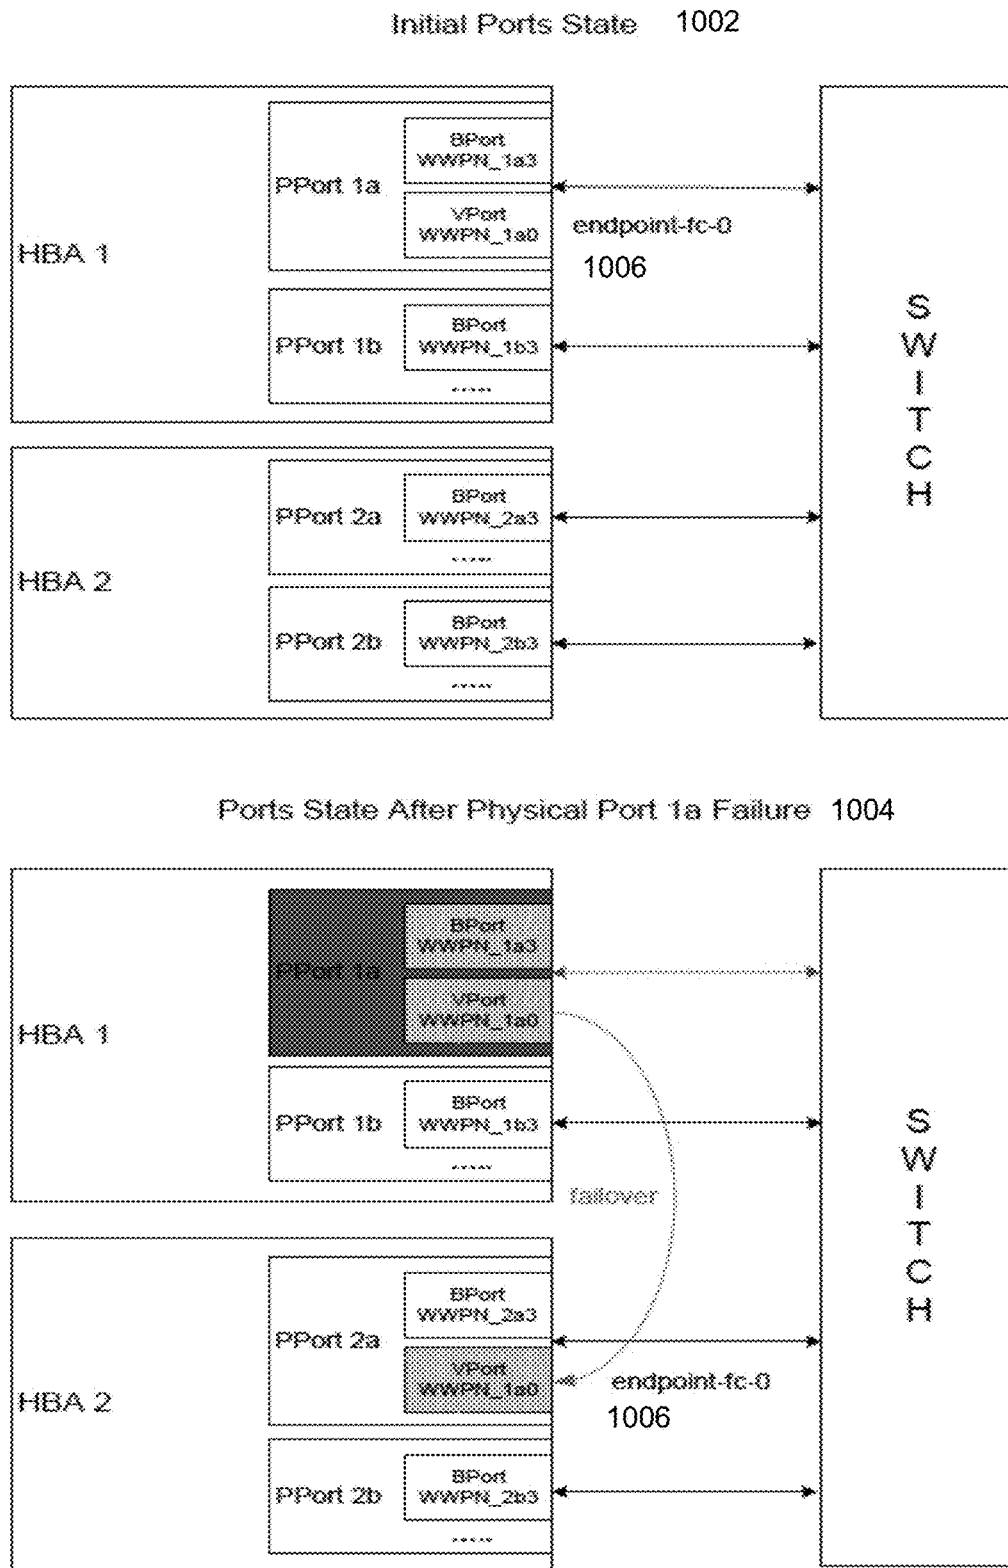 Initial Ports State 1002
HBA 1
PPort 1a
BPort
WWPN_1a3
VPort
WWPN_1a0
endpoint-fc-0
1006
PPort 1b
BPort
WWPN_1b3
.....
HBA 2
PPort 2a
BPort
WWPN_2a3
.....
PPort 2b
BPort
WWPN_2b3
.....
SWITCH
Ports State After Physical Port 1a Failure 1004
HBA 1
PPort 1a
BPort
WWPN_1a3
VPort
WWPN_1a0
PPort 1b
BPort
WWPN_1b3
.....
failover
HBA 2
PPort 2a
BPort
WWPN_2a3
VPort
WWPN_1a0
endpoint-fc-0
1006
PPort 2b
BPort
WWPN_2b3
.....
SWITCH